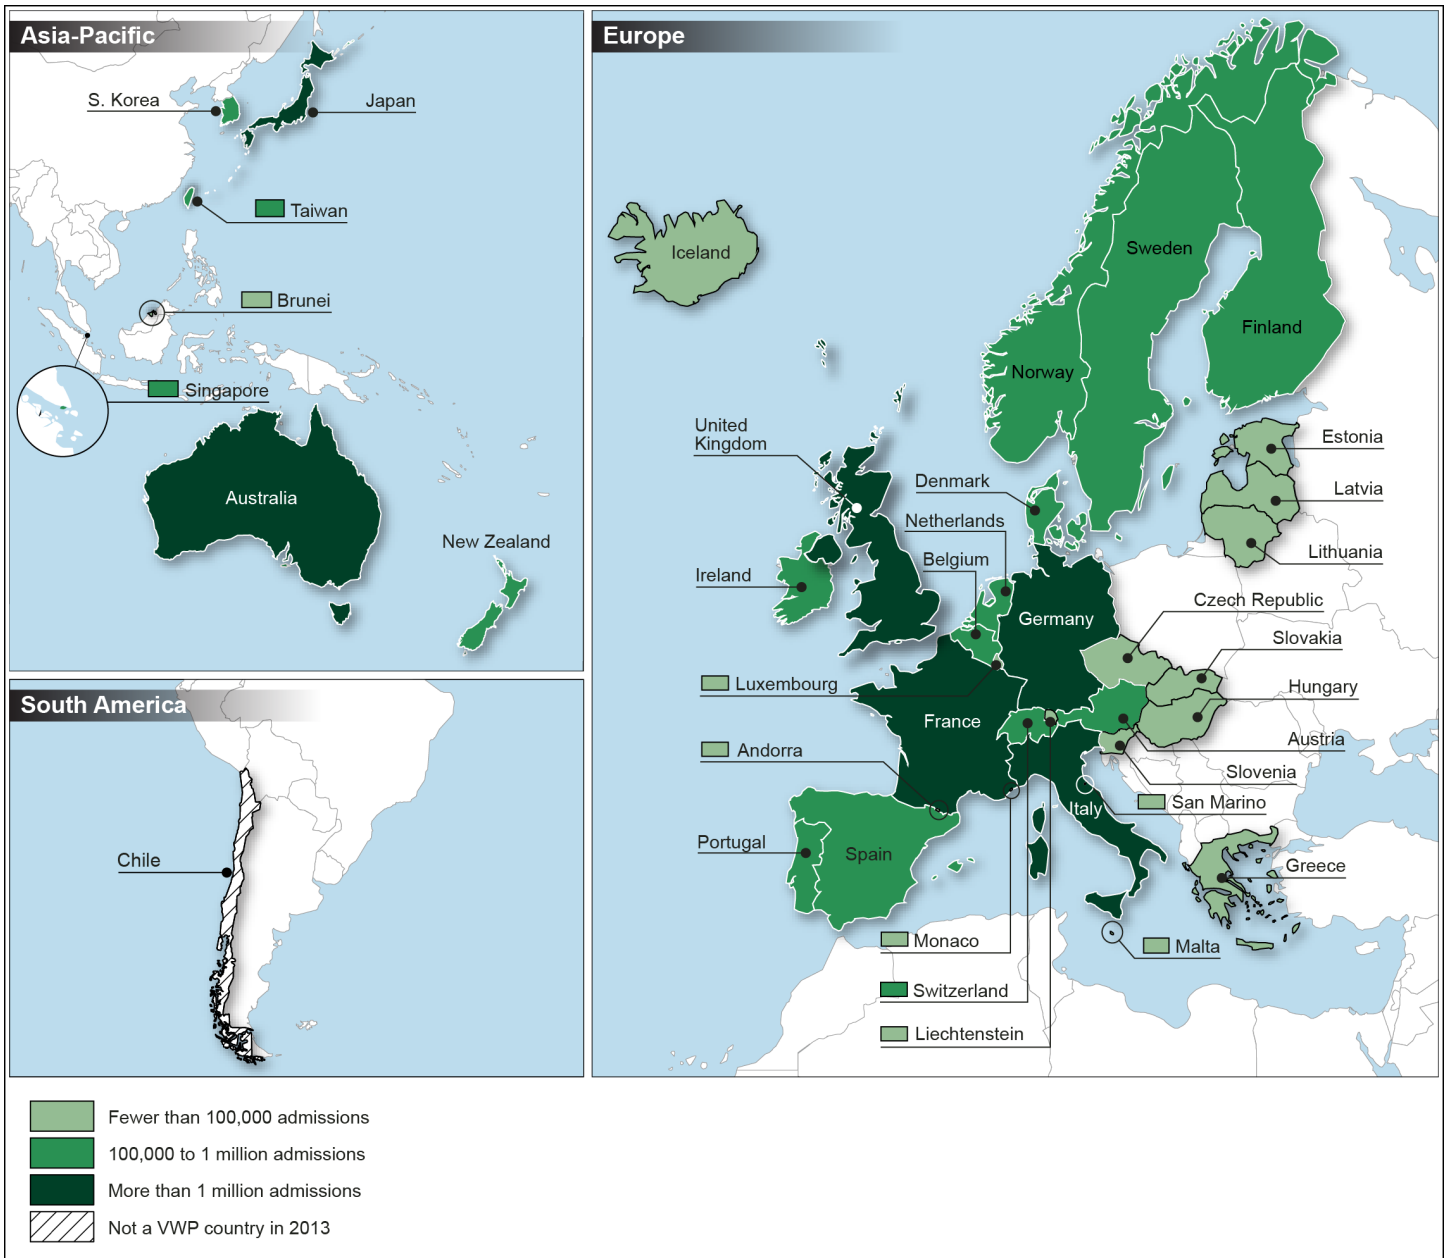 Asia-Pacific
S. Korea
Japan
Taiwan
Brunei
Singapore
Australia
New Zealand
South America
Chile
Europe
Iceland
Sweden
Finland
Norway
United
Kingdom
Denmark
Netherlands
Belgium
Ireland
Estonia
Latvia
Lithuania
Czech Republic
Germany
Slovakia
Luxembourg
Hungary
France
Andorra
Austria
Slovenia
San Marino
Italy
Portugal
Spain
Greece
Monaco
Malta
Switzerland
Liechtenstein
Fewer than 100,000 admissions
100,000 to 1 million admissions
More than 1 million admissions
Not a VWP country in 2013